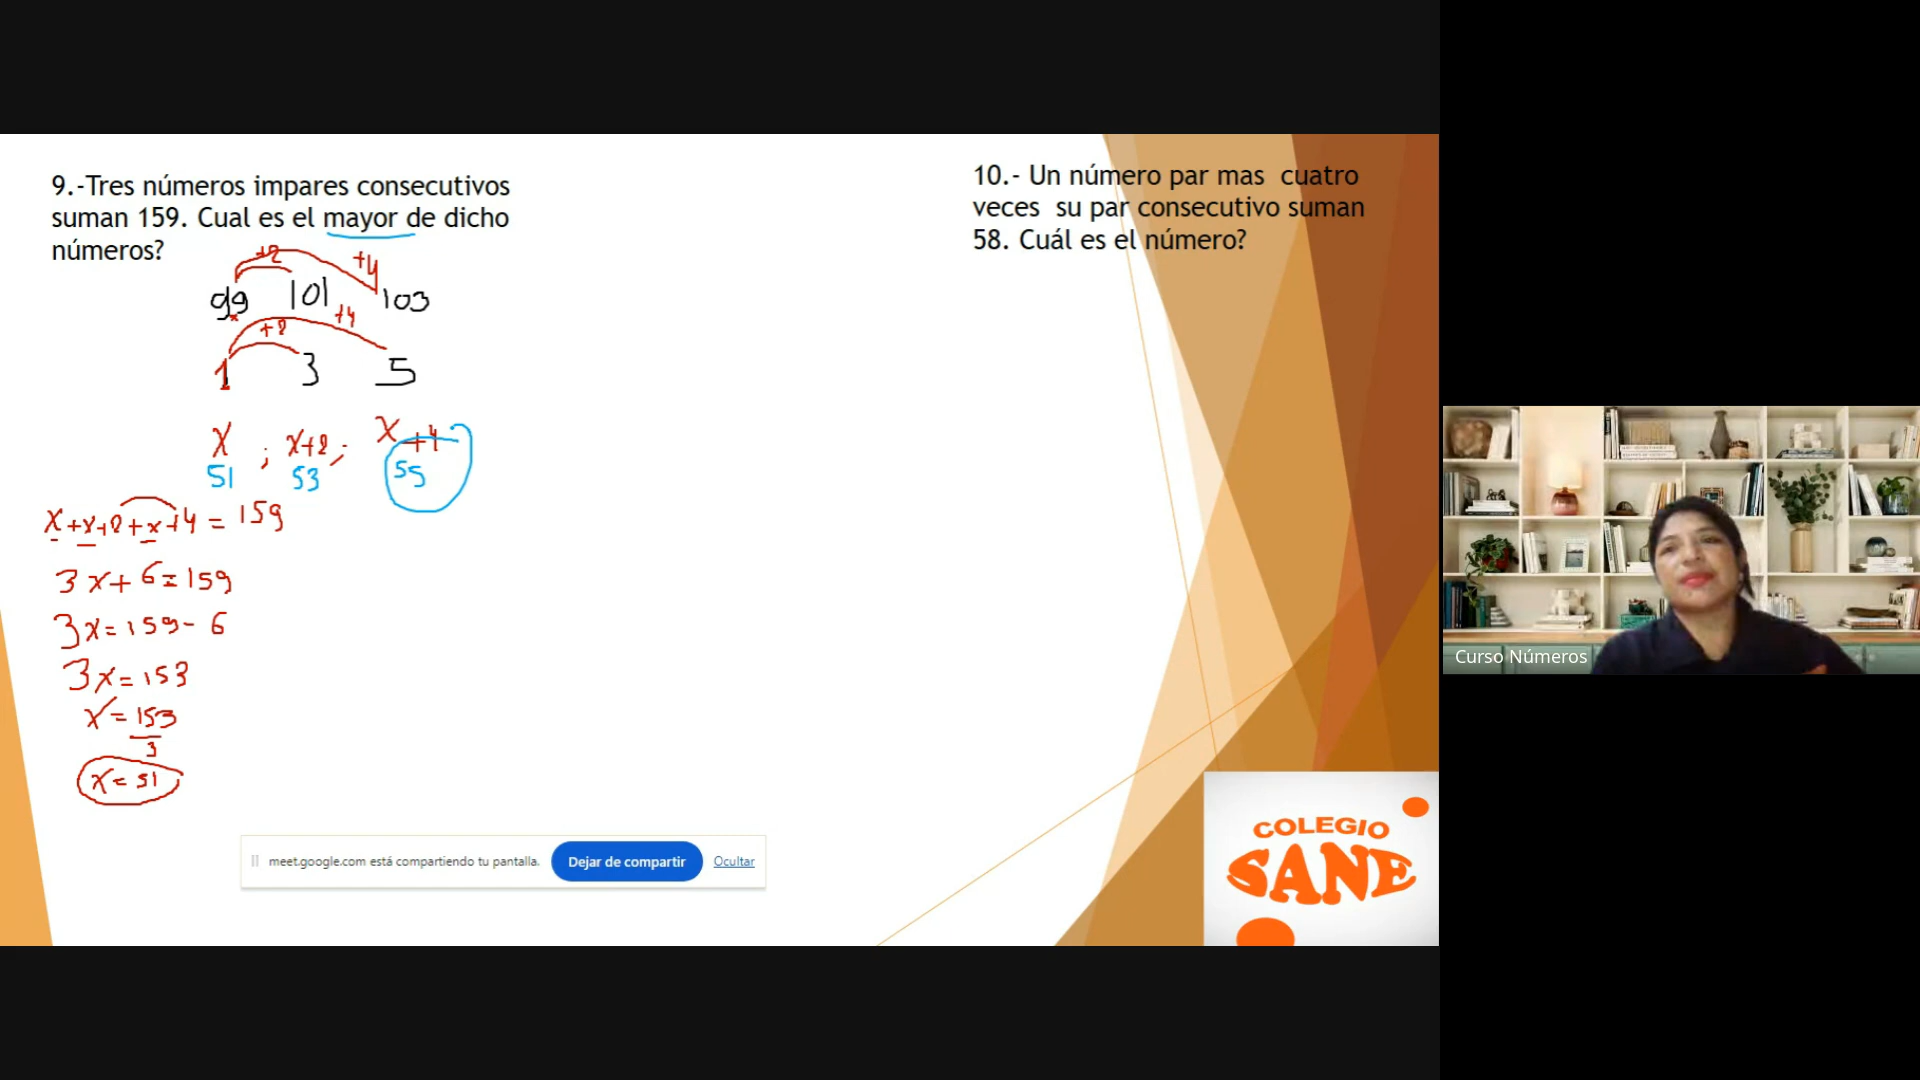 9.-Tres números impares consecutivos
suman 159. Cual es el mayor de dicho
números?
+2
+4
99 101 103
+2
+4
1 3 5
x ; x+2 ; x+4
51 53 55
x+x+2+x+4 = 159
3x+6=159
3x=159-6
3x=153
x=153
3
x=51
10.- Un número par mas cuatro
veces su par consecutivo suman
58. Cuál es el número?
meet.google.com está compartiendo tu pantalla. Dejar de compartir Ocultar
COLEGIO
SANE
Curso Números